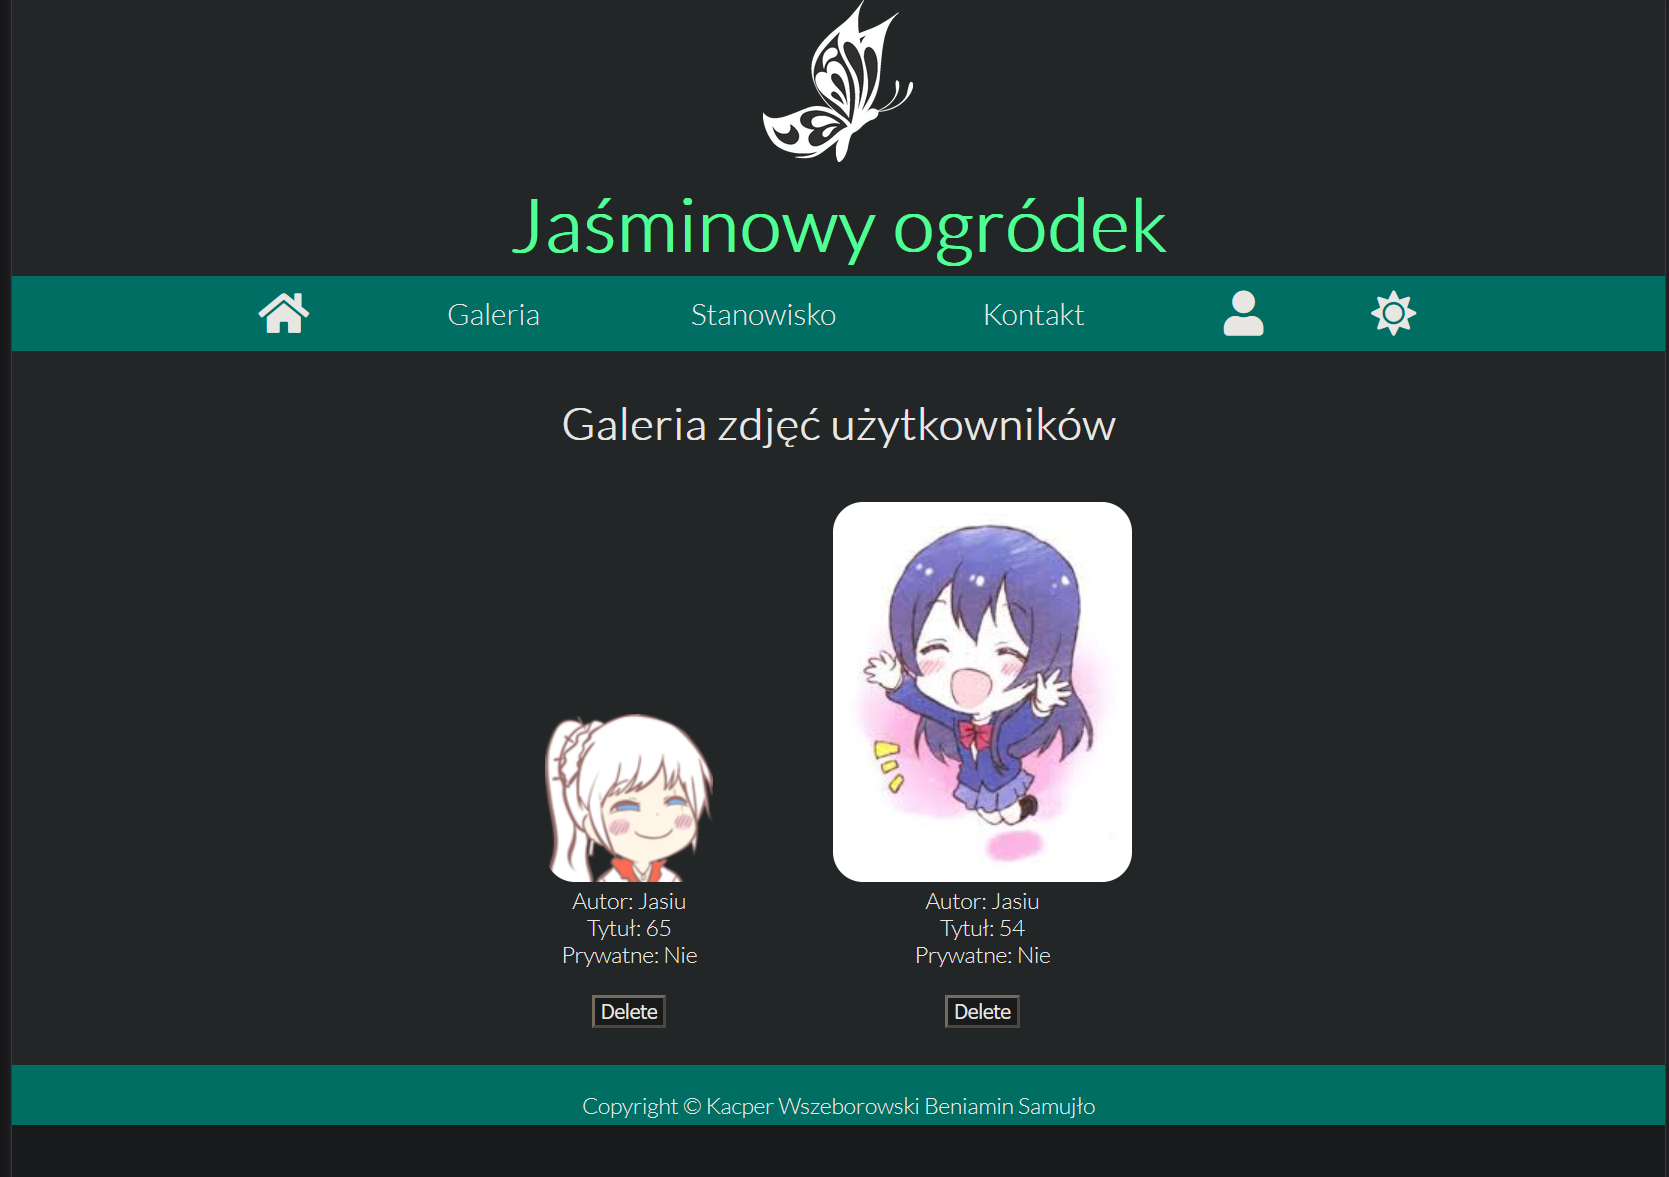 Jaśminowy ogródek
Galeria Stanowisko Kontakt
Galeria zdjęć użytkowników
Autor: Jasiu
Tytuł: 65
Prywatne: Nie
Delete
Autor: Jasiu
Tytuł: 54
Prywatne: Nie
Delete
Copyright © Kacper Wszeborowski Beniamin Samujło